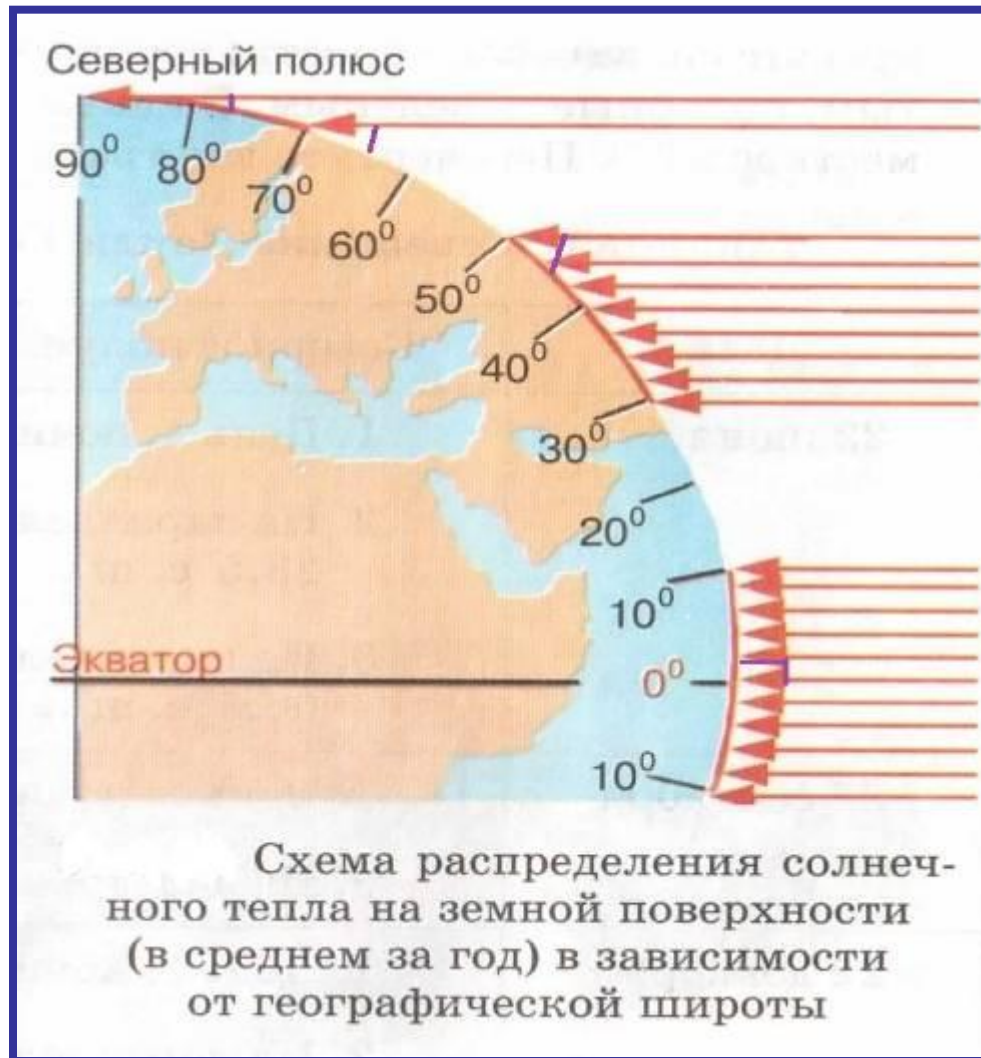 Северный полюс
90⁰
80⁰
70⁰
60⁰
50⁰
40⁰
30⁰
20⁰
10⁰
Экватор
0⁰
10⁰
Схема распределения солнеч-
ного тепла на земной поверхности
(в среднем за год) в зависимости
от географической широты